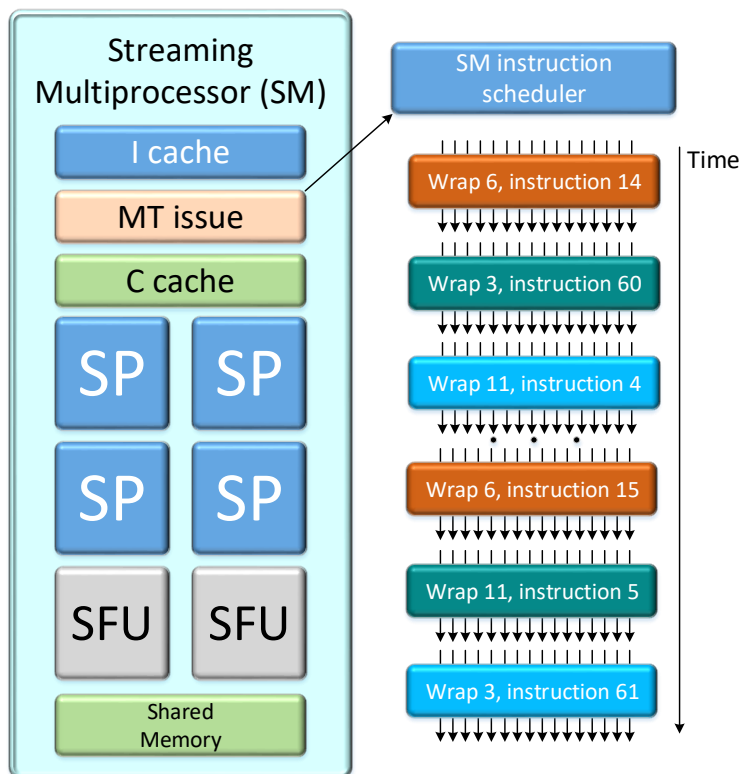 Streaming
Multiprocessor (SM)
I cache
MT issue
C cache
SP
SP
SP
SP
SFU
SFU
Shared
Memory
SM instruction
scheduler
Time
Wrap 6, instruction 14
Wrap 3, instruction 60
Wrap 11, instruction 4
Wrap 6, instruction 15
Wrap 11, instruction 5
Wrap 3, instruction 61